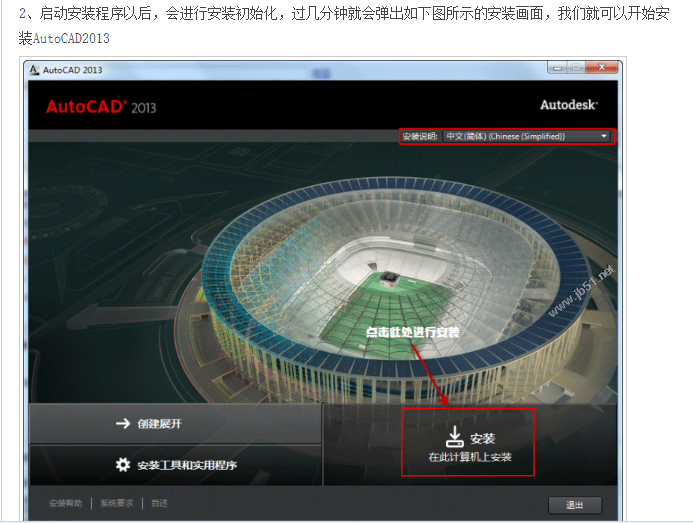 2、启动安装程序以后，会进行安装初始化，过几分钟就会弹出如下图所示的安装画面，我们就可以开始安
装AutoCAD2013
AutoCAD 2013
AUTOCAD® 2013
Autodesk®
安装说明: 中文(简体) (Chinese (Simplified))
www.jb51.net
点击此处进行安装
创建展开
安装
在此计算机上安装
安装工具和实用程序
安装帮助 | 系统要求 | 自述
退出